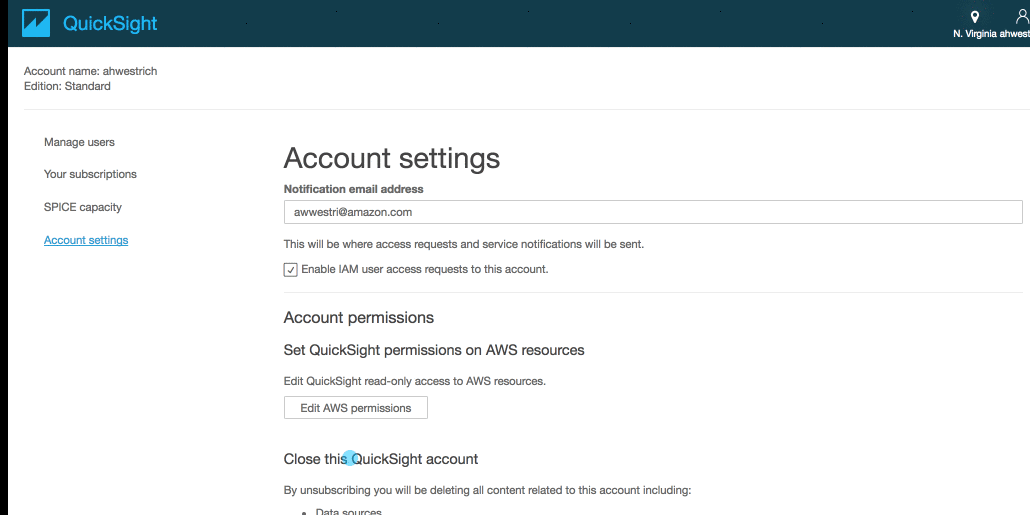 QuickSight
N. Virginia ahwest
Account name: ahwestrich
Edition: Standard
Manage users
Your subscriptions
SPICE capacity
Account settings
Account settings
Notification email address
awwestri@amazon.com
This will be where access requests and service notifications will be sent.
Enable IAM user access requests to this account.
Account permissions
Set QuickSight permissions on AWS resources
Edit QuickSight read-only access to AWS resources.
Edit AWS permissions
Close this QuickSight account
By unsubscribing you will be deleting all content related to this account including:
• Data sources